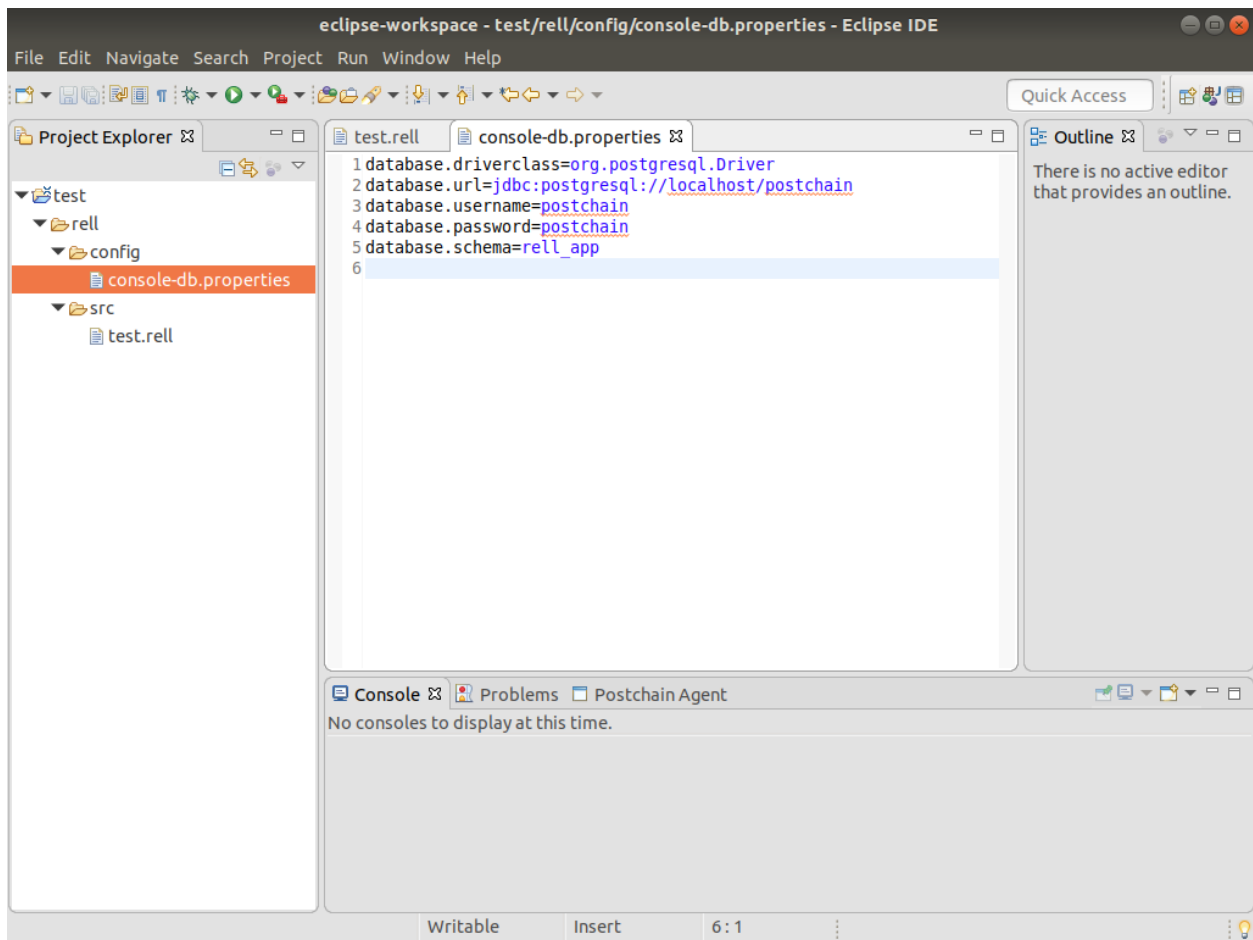 eclipse-workspace - test/rell/config/console-db.properties - Eclipse IDE
File Edit Navigate Search Project Run Window Help
Quick Access
Project Explorer
test
rell
config
console-db.properties
src
test.rell
test.rell console-db.properties
1 database.driverclass=org.postgresql.Driver
2 database.url=jdbc:postgresql://localhost/postchain
3 database.username=postchain
4 database.password=postchain
5 database.schema=rell_app
6
Outline
There is no active editor
that provides an outline.
Console Problems Postchain Agent
No consoles to display at this time.
Writable Insert 6 : 1